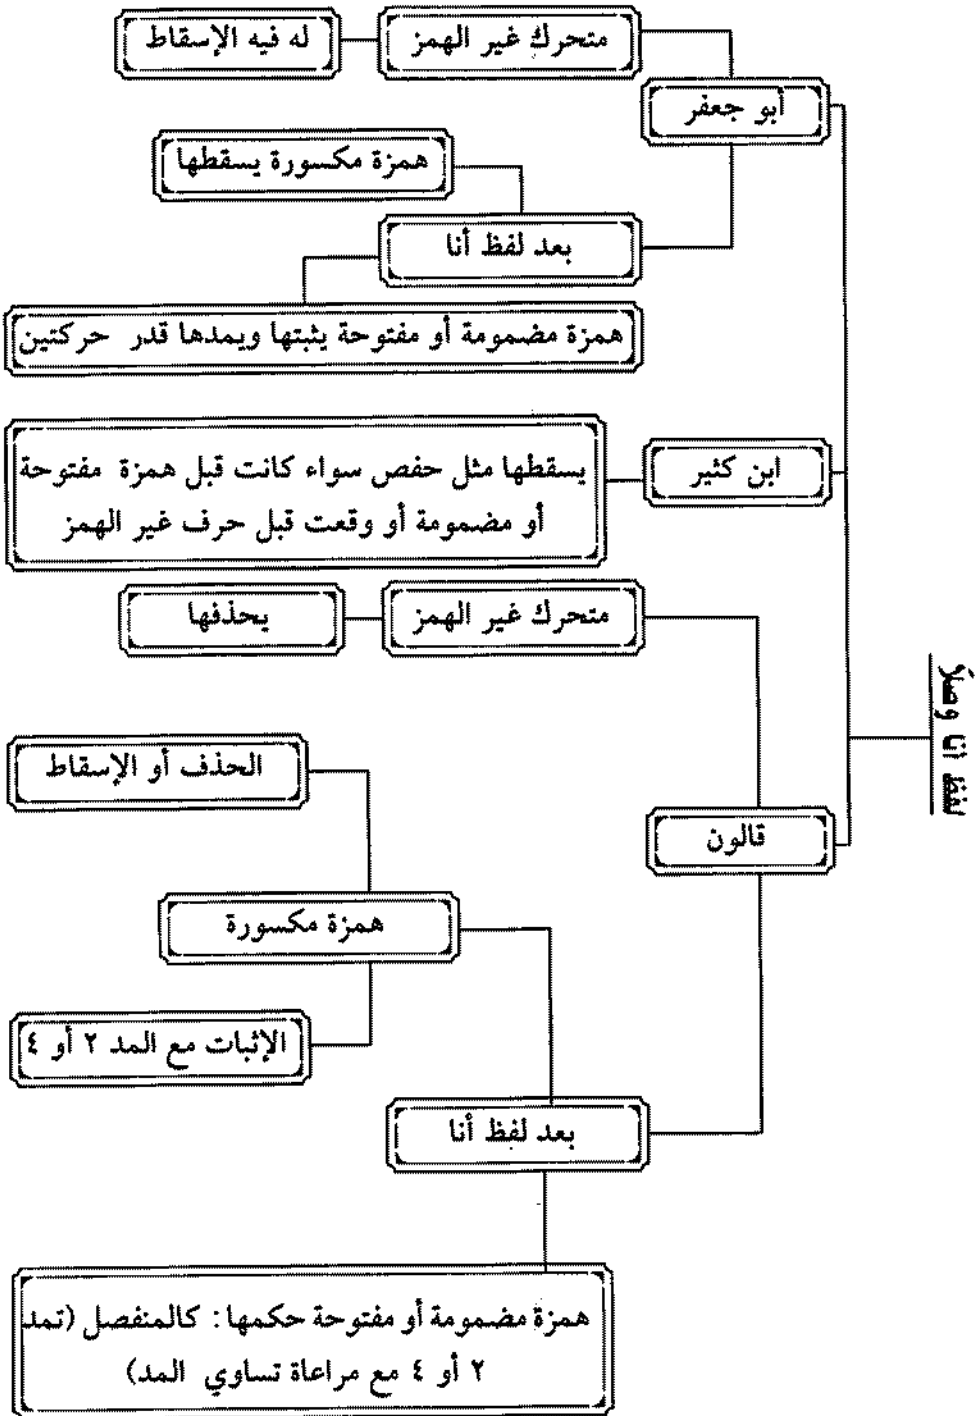 لفظ أنا وصلاً
أبو جعفر
متحرك غير الهمز
له فيه الإسقاط
بعد لفظ أنا
همزة مكسورة يسقطها
همزة مضمومة أو مفتوحة يثبتها ويمدها قدر حركتين
ابن كثير
يسقطها مثل حفص سواء كانت قبل همزة مفتوحة
أو مضمومة أو وقعت قبل حرف غير الهمز
قالون
متحرك غير الهمز
يحذفها
بعد لفظ أنا
همزة مكسورة
الحذف أو الإسقاط
الإثبات مع المد ٢ أو ٤
همزة مضمومة أو مفتوحة حكمها: كالمنفصل (تمد
٢ أو ٤ مع مراعاة تساوي المد)